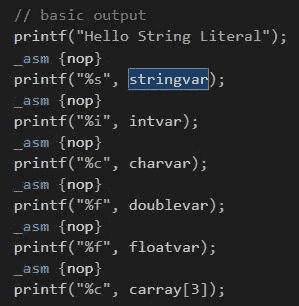 // basic output
printf("Hello String Literal");
_asm {nop}
printf("%s", stringvar);
_asm {nop}
printf("%i", intvar);
_asm {nop}
printf("%c", charvar);
_asm {nop}
printf("%f", doublevar);
_asm {nop}
printf("%f", floatvar);
_asm {nop}
printf("%c", carray[3]);